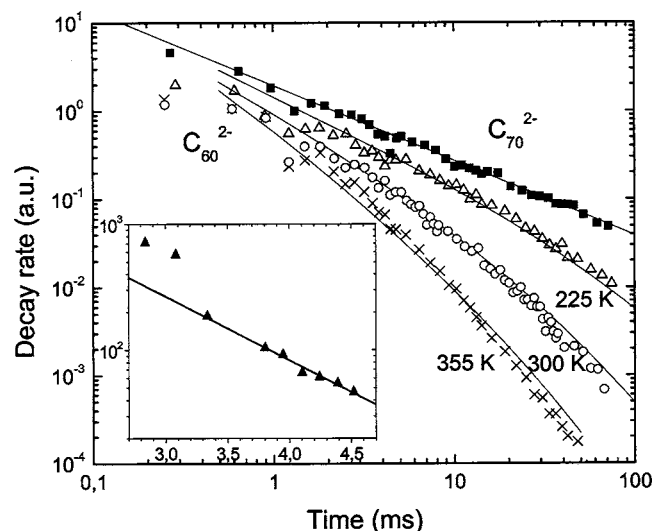 10^1
10^0
10^-1
10^-2
10^-3
10^-4
Decay rate (a.u.)
C_60^2-
C_70^2-
225 K
300 K
355 K
10^3
10^2
3,0 3,5 4,0 4,5
0,1 1 10 100
Time (ms)